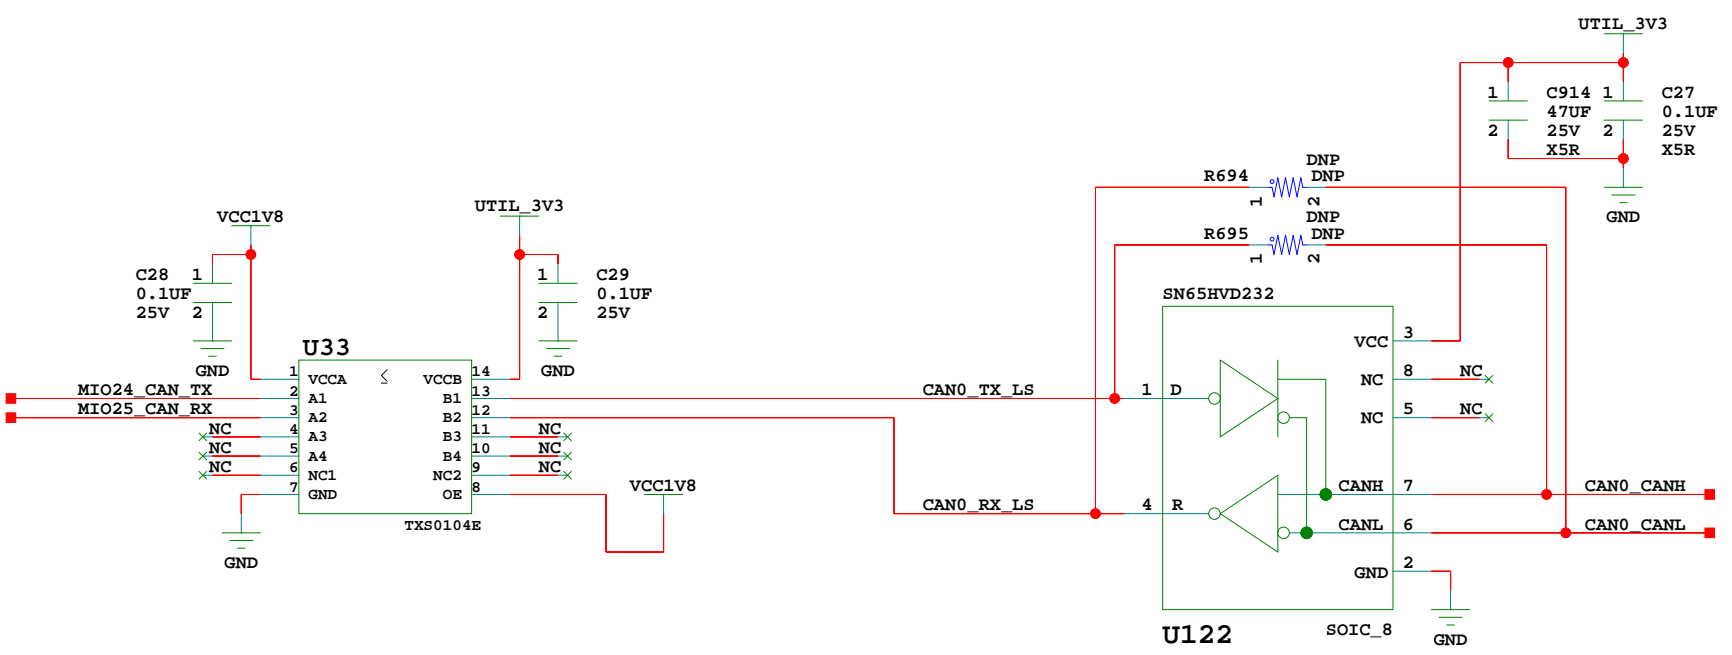 UTIL_3V3
1
C914
47UF
25V
X5R
2
1
C27
0.1UF
25V
X5R
2
GND
DNP
R694
DNP
1
2
DNP
R695
DNP
1
2
VCC1V8
C28
0.1UF
25V
1
2
GND
UTIL_3V3
1
2
C29
0.1UF
25V
GND
U33
MIO24_CAN_TX
MIO25_CAN_RX
NC
NC
NC
1 VCCA
2 A1
3 A2
4 A3
5 A4
6 NC1
7 GND
VCCB 14
B1 13
B2 12
B3 11
B4 10
NC2 9
OE 8
NC
NC
NC
TXS0104E
GND
VCC1V8
CAN0_TX_LS
CAN0_RX_LS
SN65HVD232
1 D
4 R
VCC 3
NC 8 NC
NC 5 NC
CANH 7
CANL 6
GND 2
CAN0_CANH
CAN0_CANL
U122
SOIC_8
GND